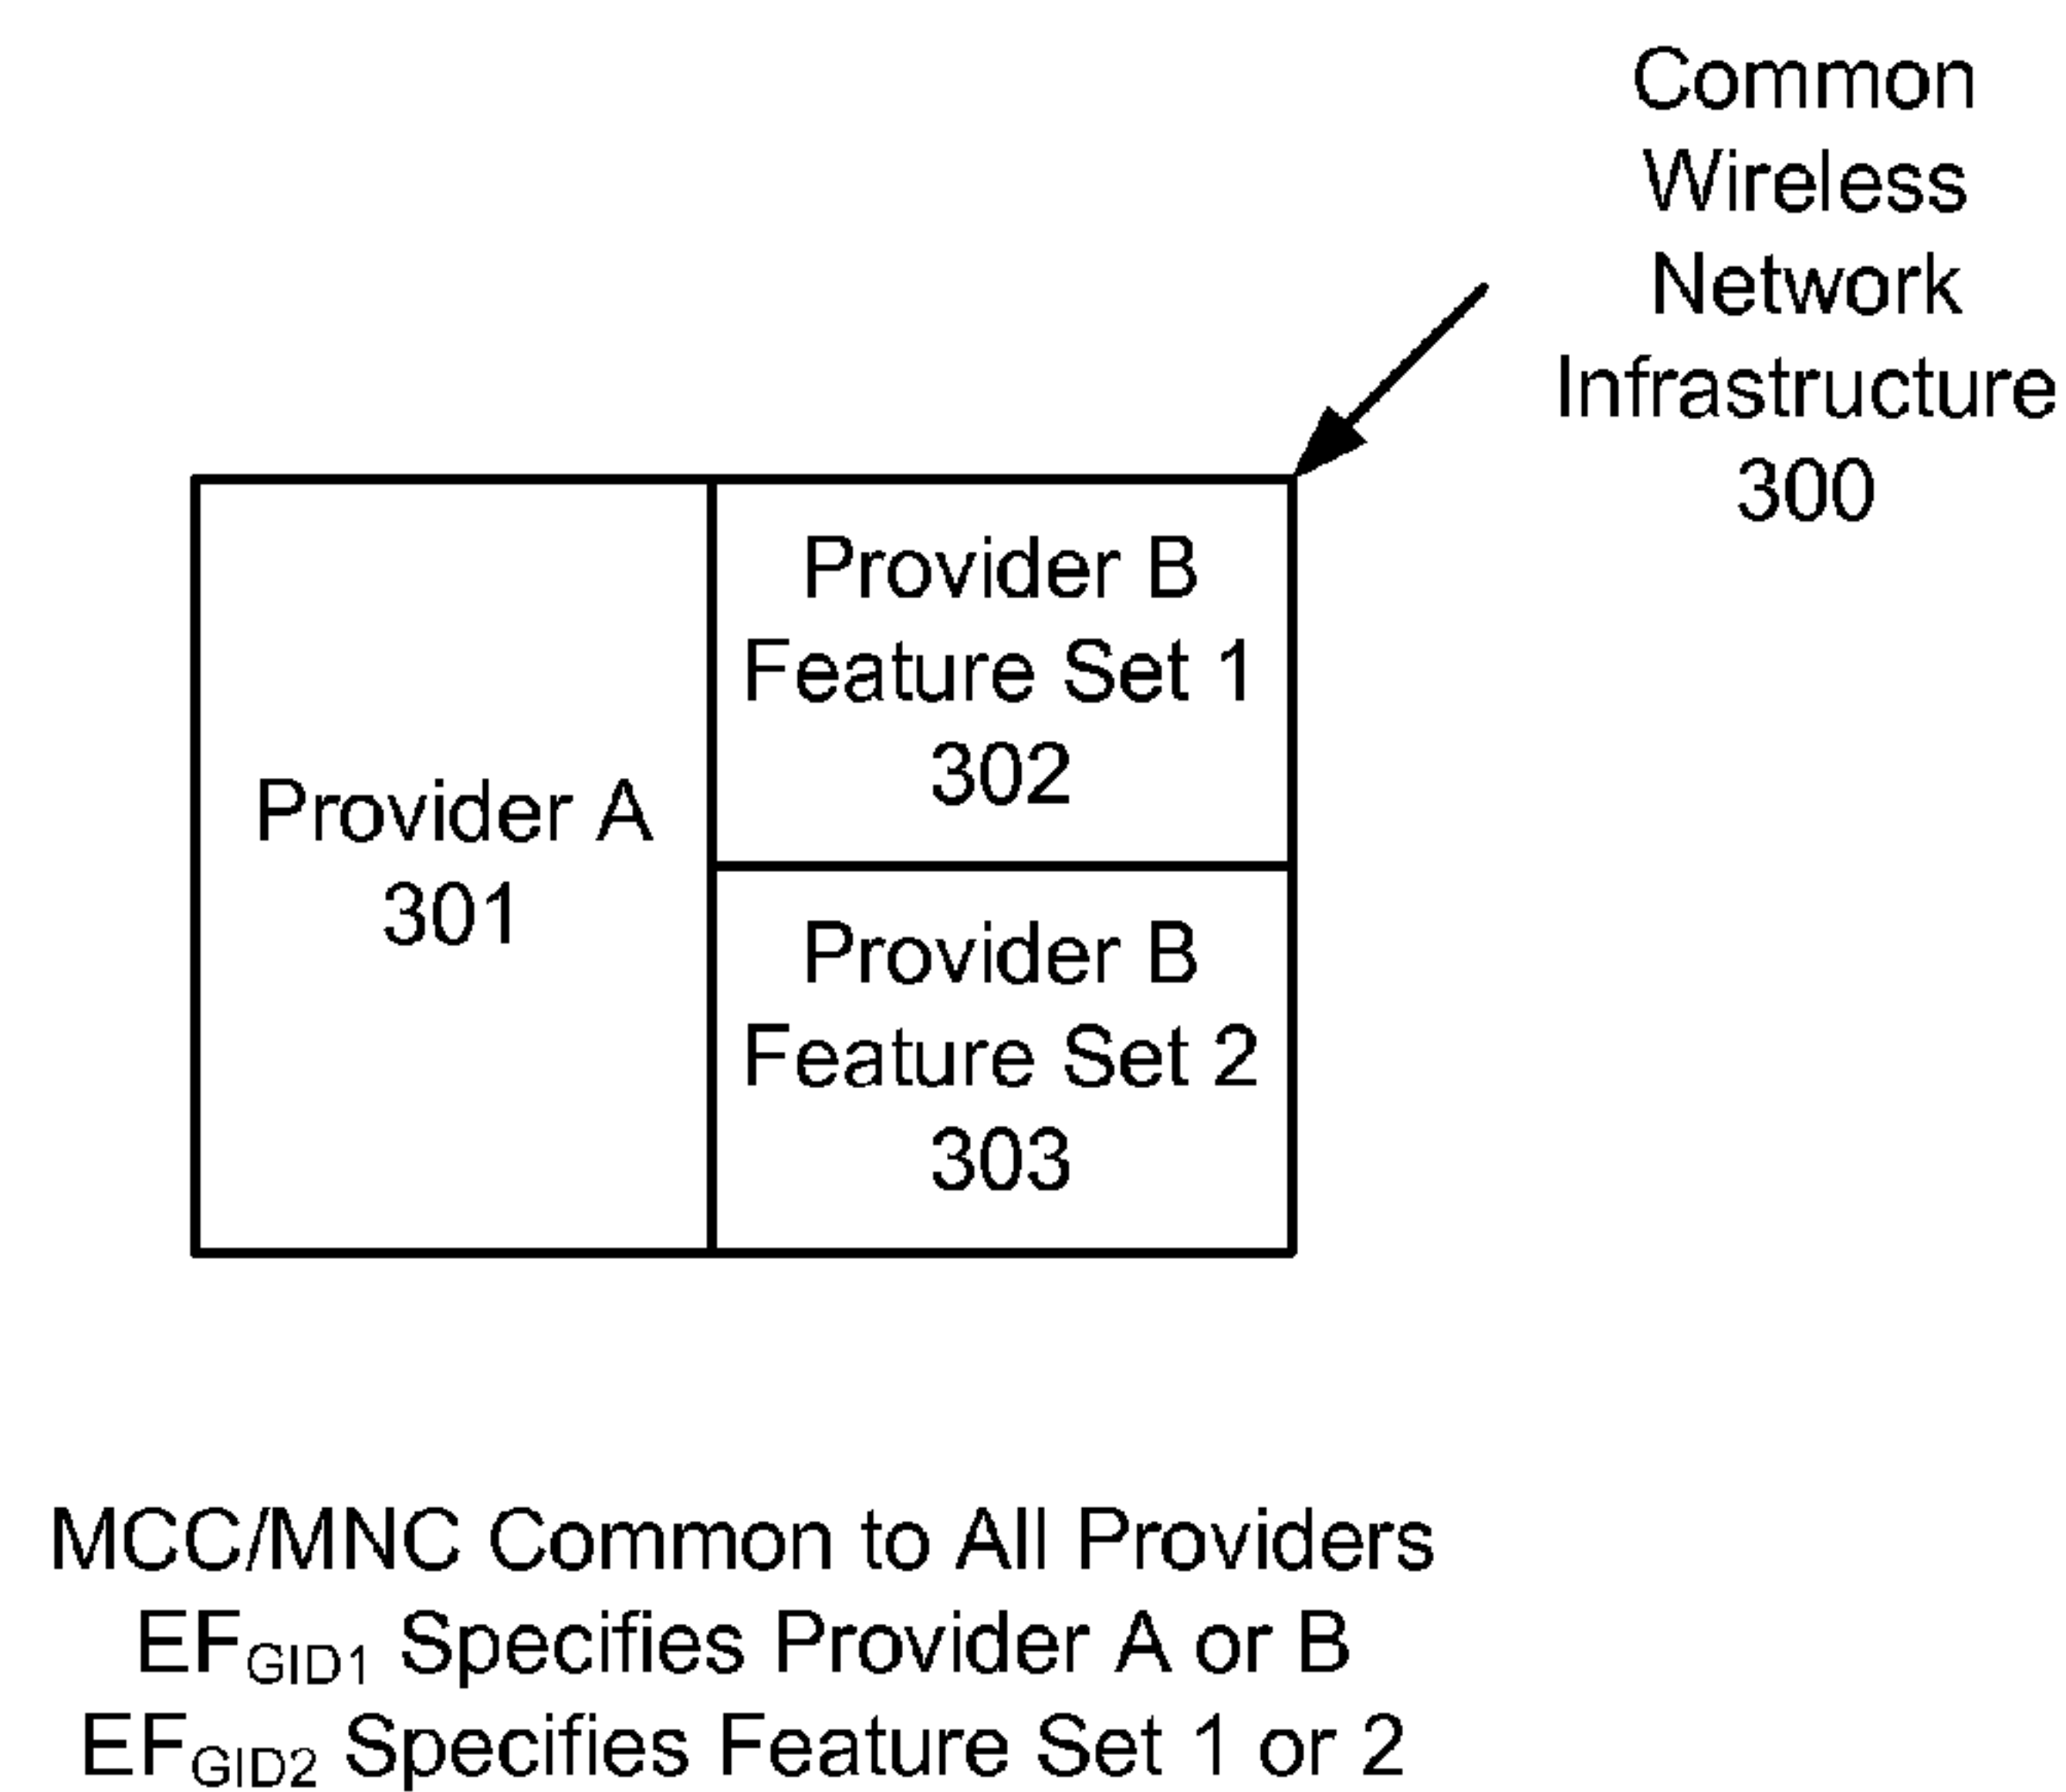 Common
Wireless
Network
Infrastructure
300
Provider A
301
Provider B
Feature Set 1
302
Provider B
Feature Set 2
303
MCC/MNC Common to All Providers
EFGID1 Specifies Provider A or B
EFGID2 Specifies Feature Set 1 or 2